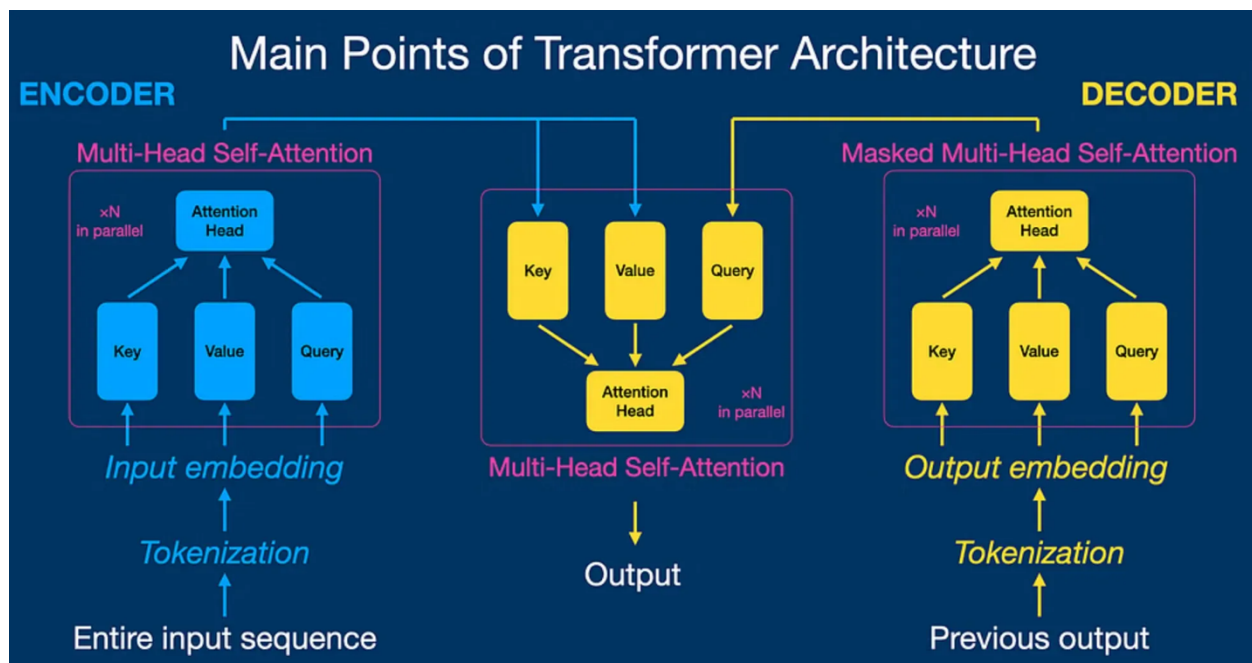 Main Points of Transformer Architecture
ENCODER
DECODER
Multi-Head Self-Attention
×N
in parallel
Attention
Head
Key
Value
Query
Input embedding
Tokenization
Entire input sequence
Key
Value
Query
Attention
Head
×N
in parallel
Multi-Head Self-Attention
Output
Masked Multi-Head Self-Attention
×N
in parallel
Attention
Head
Key
Value
Query
Output embedding
Tokenization
Previous output